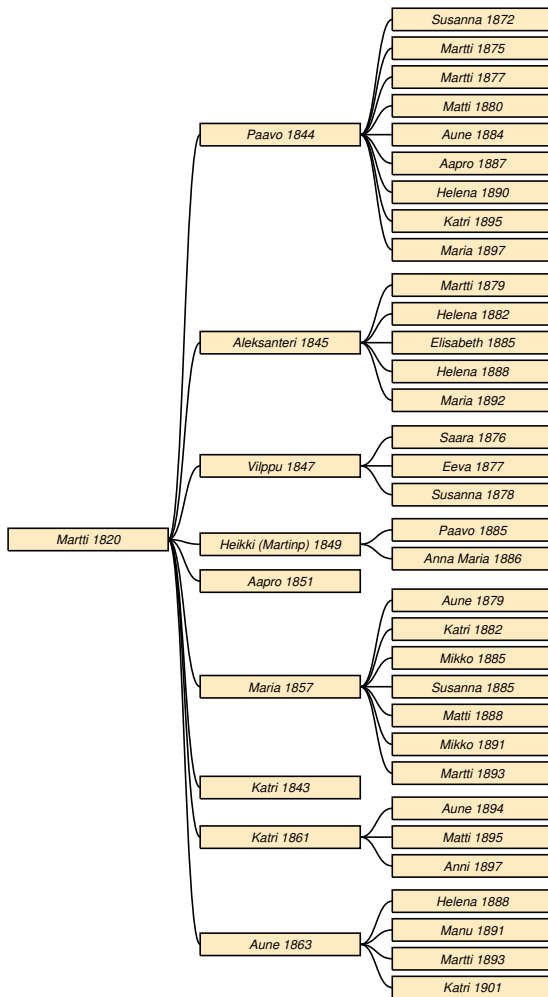 Martti 1820
Paavo 1844
Susanna 1872
Martti 1875
Martti 1877
Matti 1880
Aune 1884
Aapro 1887
Helena 1890
Katri 1895
Maria 1897
Aleksanteri 1845
Martti 1879
Helena 1882
Elisabeth 1885
Helena 1888
Maria 1892
Vilppu 1847
Saara 1876
Eeva 1877
Susanna 1878
Heikki (Martinp) 1849
Paavo 1885
Anna Maria 1886
Aapro 1851
Maria 1857
Aune 1879
Katri 1882
Mikko 1885
Susanna 1885
Matti 1888
Mikko 1891
Martti 1893
Katri 1843
Katri 1861
Aune 1894
Matti 1895
Anni 1897
Aune 1863
Helena 1888
Manu 1891
Martti 1893
Katri 1901